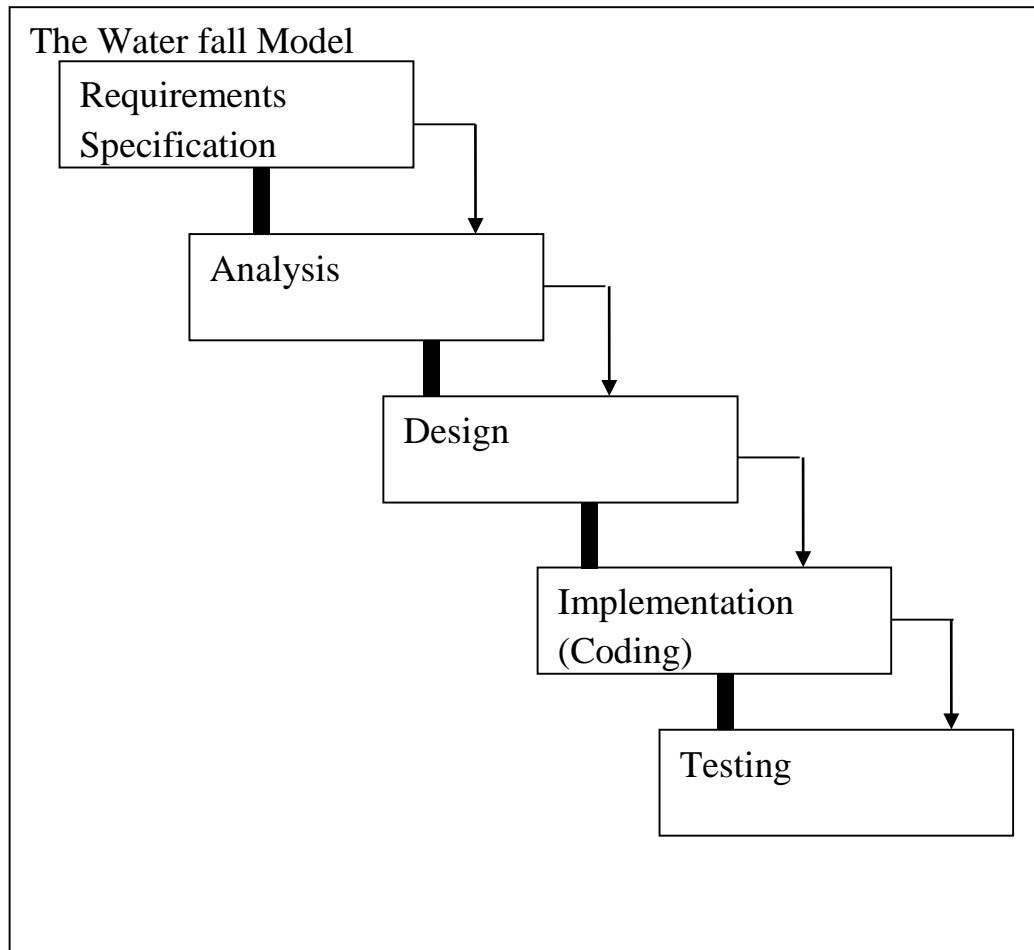 The Water fall Model
Requirements
Specification
Analysis
Design
Implementation
(Coding)
Testing